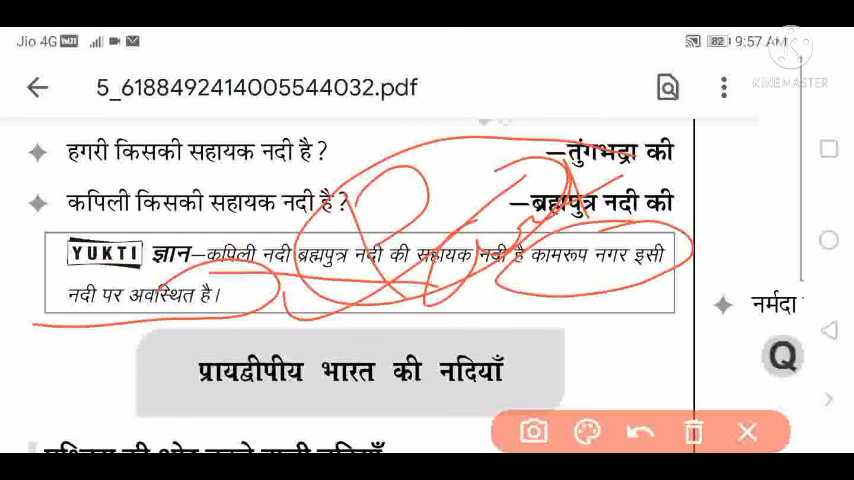 Jio 4G VoLTE 82 9:57 AM
KINEMASTER
5_6188492414005544032.pdf
हगरी किसकी सहायक नदी है? –तुंगभद्रा की
कपिली किसकी सहायक नदी है? –ब्रह्मपुत्र नदी की
YUKTI ज्ञान–कपिली नदी ब्रह्मपुत्र नदी की सहायक नदी है कामरूप नगर इसी
नदी पर अवस्थित है।
नर्मदा
Q
प्रायद्वीपीय भारत की नदियाँ